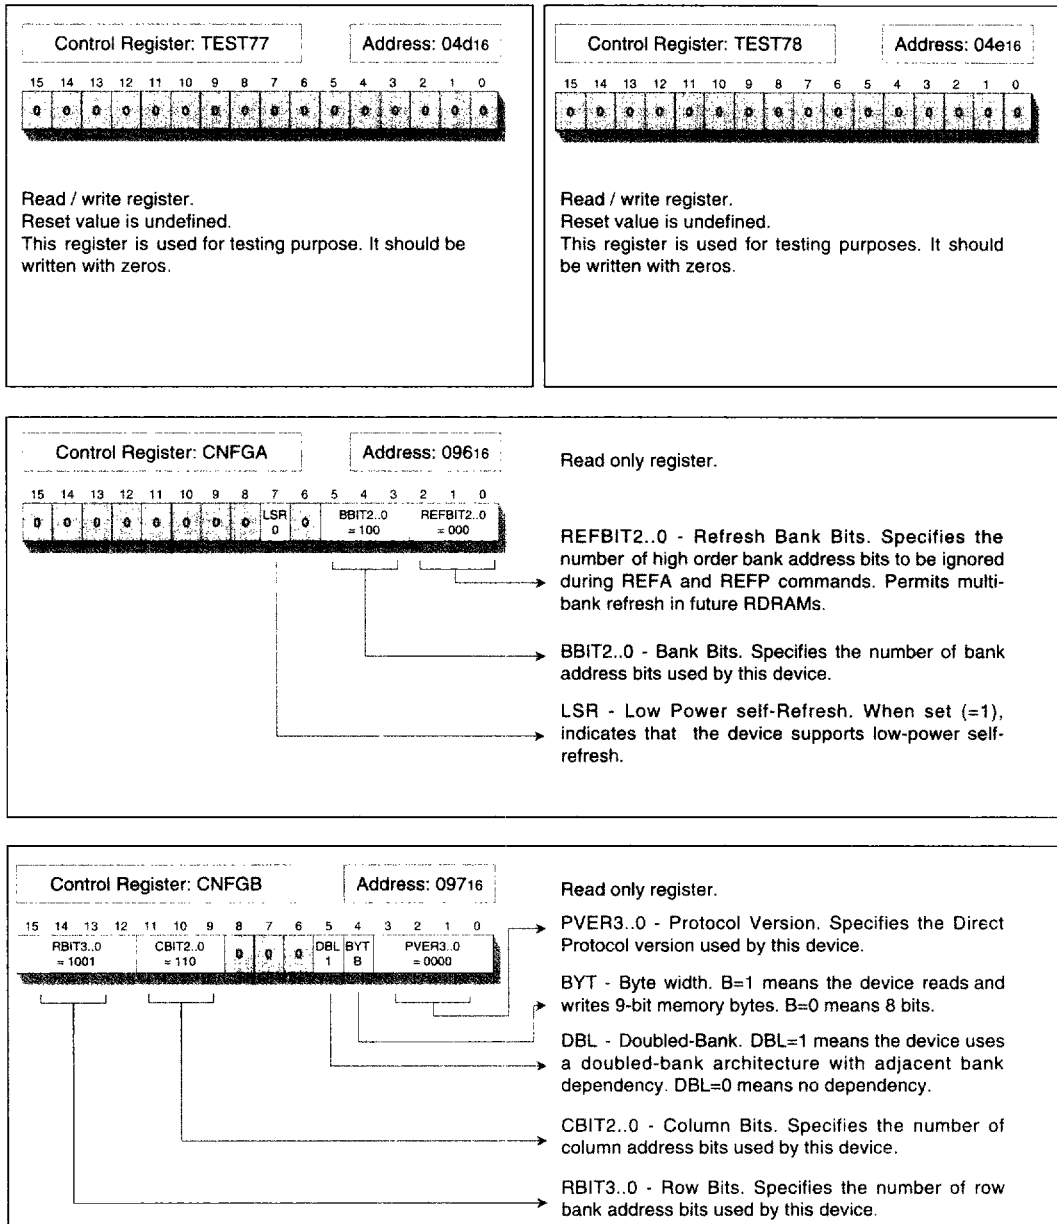 Control Register: TEST77
Address: 04d16
15 14 13 12 11 10 9 8 7 6 5 4 3 2 1 0
0 0 0 0 0 0 0 0 0 0 0 0 0 0 0 0
Read / write register.
Reset value is undefined.
This register is used for testing purpose. It should be
written with zeros.
Control Register: TEST78
Address: 04e16
15 14 13 12 11 10 9 8 7 6 5 4 3 2 1 0
0 0 0 0 0 0 0 0 0 0 0 0 0 0 0 0
Read / write register.
Reset value is undefined.
This register is used for testing purposes. It should
be written with zeros.
Control Register: CNFGA
Address: 09616
15 14 13 12 11 10 9 8 7 6 5 4 3 2 1 0
0 0 0 0 0 0 0 0 LSR 0 0 BBIT2..0 = 100 REFBIT2..0 = 000
Read only register.
REFBIT2..0 - Refresh Bank Bits. Specifies the
number of high order bank address bits to be ignored
during REFA and REFP commands. Permits multi-
bank refresh in future RDRAMs.
BBIT2..0 - Bank Bits. Specifies the number of bank
address bits used by this device.
LSR - Low Power self-Refresh. When set (=1),
indicates that the device supports low-power self-
refresh.
Control Register: CNFGB
Address: 09716
15 14 13 12 11 10 9 8 7 6 5 4 3 2 1 0
RBIT3..0 = 1001 CBIT2..0 = 110 0 0 0 DBL 1 BYT B PVER3..0 = 0000
Read only register.
PVER3..0 - Protocol Version. Specifies the Direct
Protocol version used by this device.
BYT - Byte width. B=1 means the device reads and
writes 9-bit memory bytes. B=0 means 8 bits.
DBL - Doubled-Bank. DBL=1 means the device uses
a doubled-bank architecture with adjacent bank
dependency. DBL=0 means no dependency.
CBIT2..0 - Column Bits. Specifies the number of
column address bits used by this device.
RBIT3..0 - Row Bits. Specifies the number of row
bank address bits used by this device.